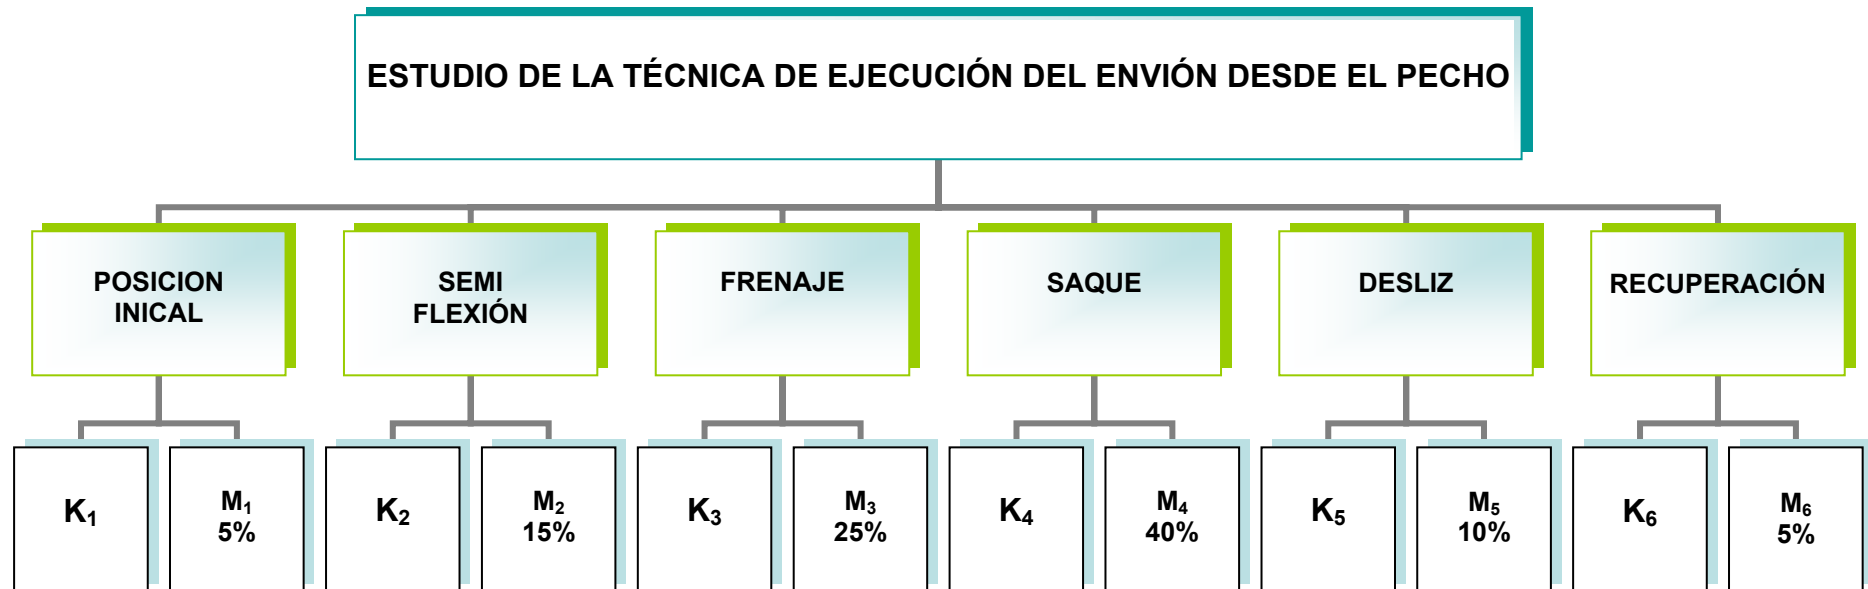 ESTUDIO DE LA TÉCNICA DE EJECUCIÓN DEL ENVIÓN DESDE EL PECHO
POSICION
INICAL
SEMI
FLEXIÓN
FRENAJE
SAQUE
DESLIZ
RECUPERACIÓN
K₁
M₁
5%
K₂
M₂
15%
K₃
M₃
25%
K₄
M₄
40%
K₅
M₅
10%
K₆
M₆
5%